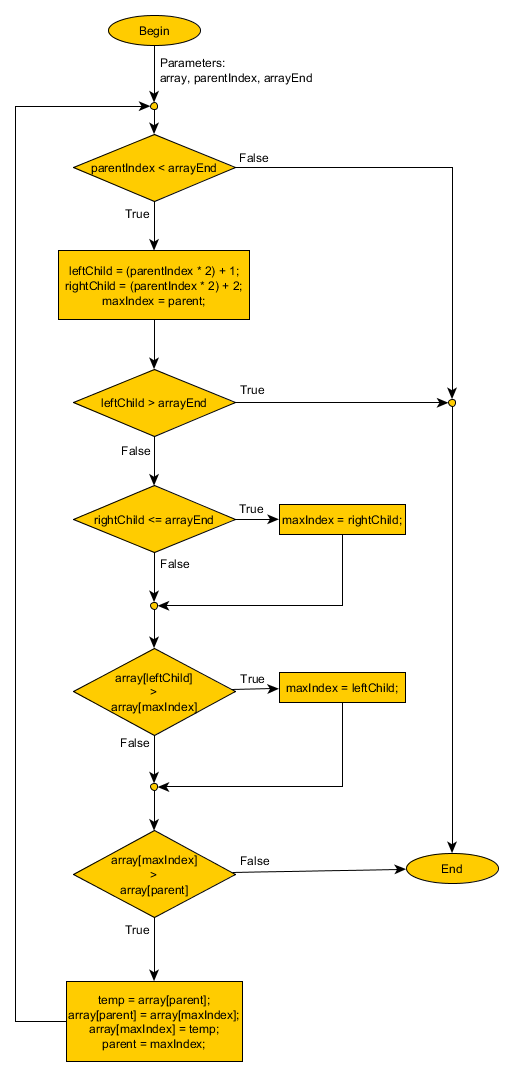 Begin
Parameters:
array, parentIndex, arrayEnd
parentIndex < arrayEnd
False
True
leftChild = (parentIndex * 2) + 1;
rightChild = (parentIndex * 2) + 2;
maxIndex = parent;
leftChild > arrayEnd
True
False
rightChild <= arrayEnd
True
maxIndex = rightChild;
False
array[leftChild]
>
array[maxIndex]
True
maxIndex = leftChild;
False
array[maxIndex]
>
array[parent]
False
End
True
temp = array[parent];
array[parent] = array[maxIndex];
array[maxIndex] = temp;
parent = maxIndex;